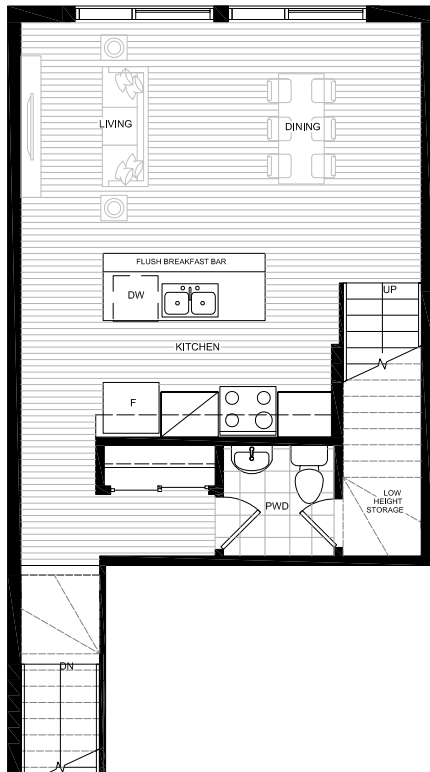 LIVING
DINING
FLUSH BREAKFAST BAR
DW
UP
KITCHEN
F
LOW
HEIGHT
STORAGE
PWD
DN